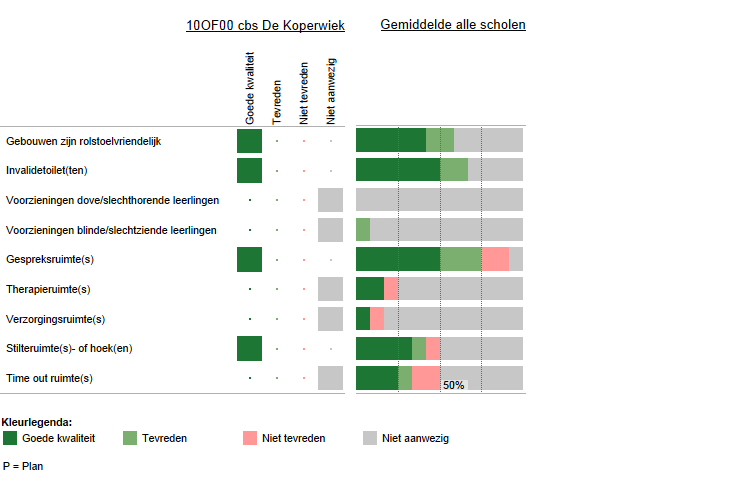 10OF00 cbs De Koperwiek
Gemiddelde alle scholen
Goede kwaliteit
Tevreden
Niet tevreden
Niet aanwezig
Gebouwen zijn rolstoelvriendelijk
Invalidetoilet(ten)
Voorzieningen dove/slechthorende leerlingen
Voorzieningen blinde/slechtziende leerlingen
Gespreksruimte(s)
Therapieruimte(s)
Verzorgingsruimte(s)
Stilteruimte(s)- of hoek(en)
Time out ruimte(s)
50%
Kleurlegenda:
Goede kwaliteit
Tevreden
Niet tevreden
Niet aanwezig
P = Plan